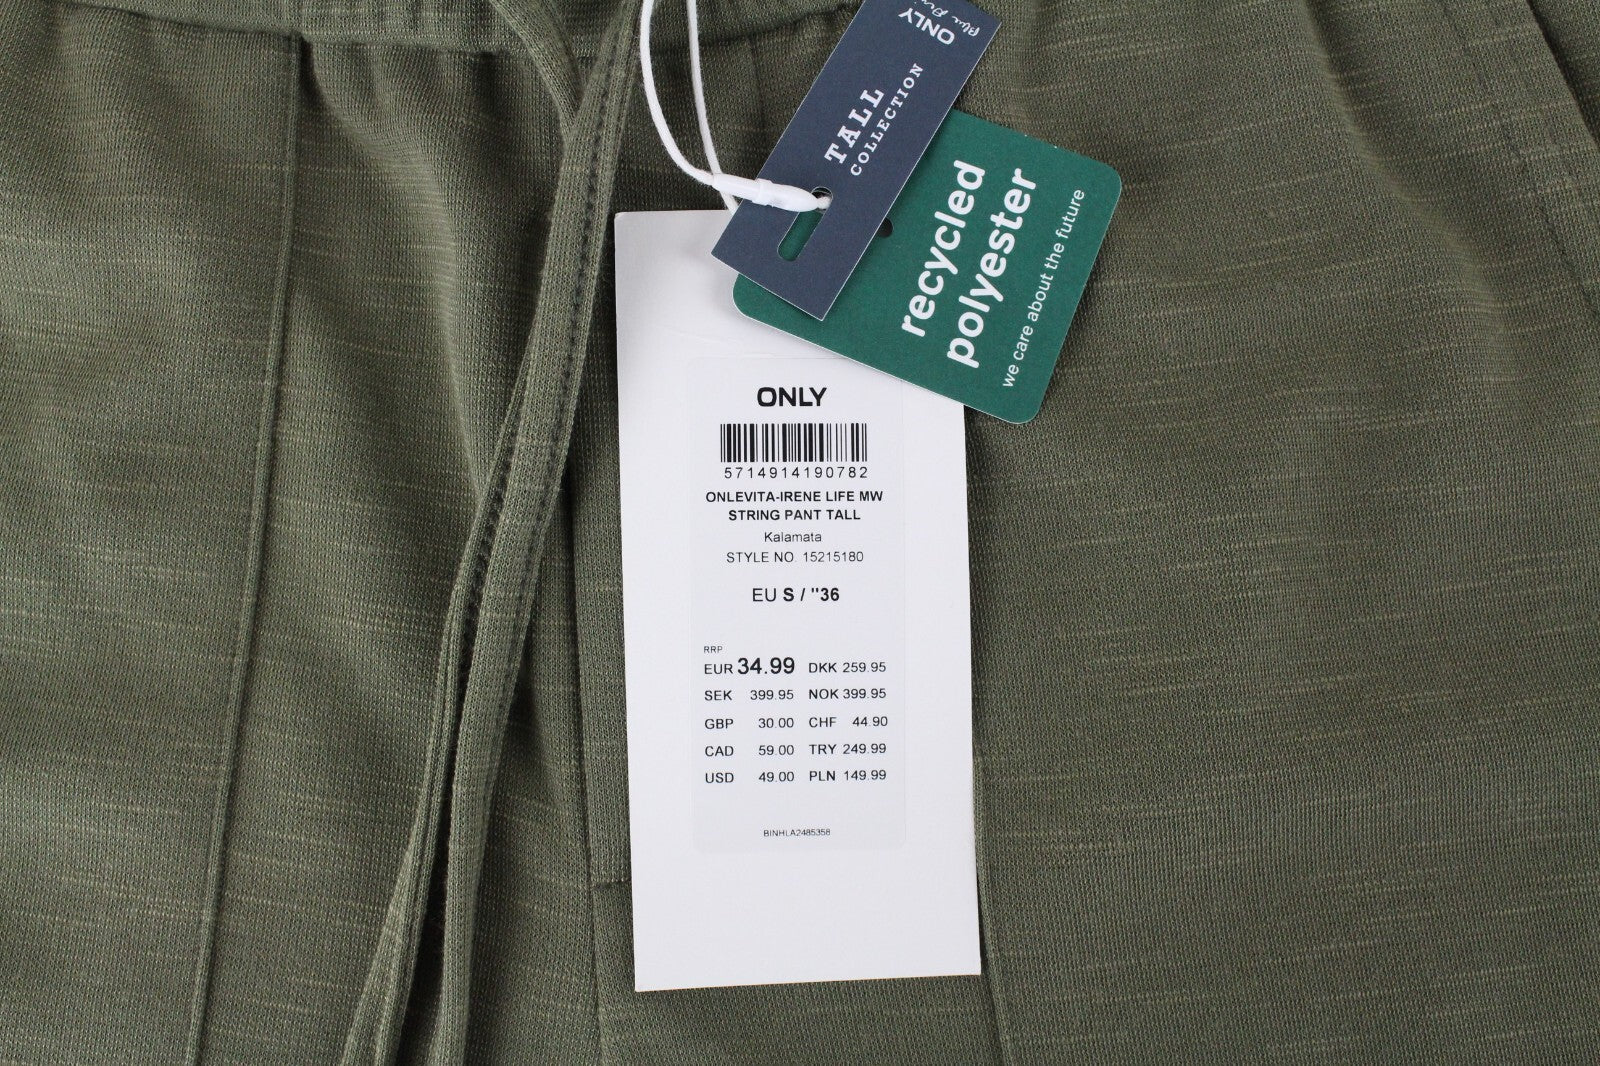 ONLY
TALL
COLLECTION
recycled
polyester
we care about the future
ONLY
5714914190782
ONLEVITA-IRENE LIFE MW
STRING PANT TALL
Kalamata
STYLE NO. 15215180
EU S / "36
RRP
EUR 34.99 DKK 259.95
SEK 399.95 NOK 399.95
GBP 30.00 CHF 44.90
CAD 59.00 TRY 249.99
USD 49.00 PLN 149.99
BINHLA2485358